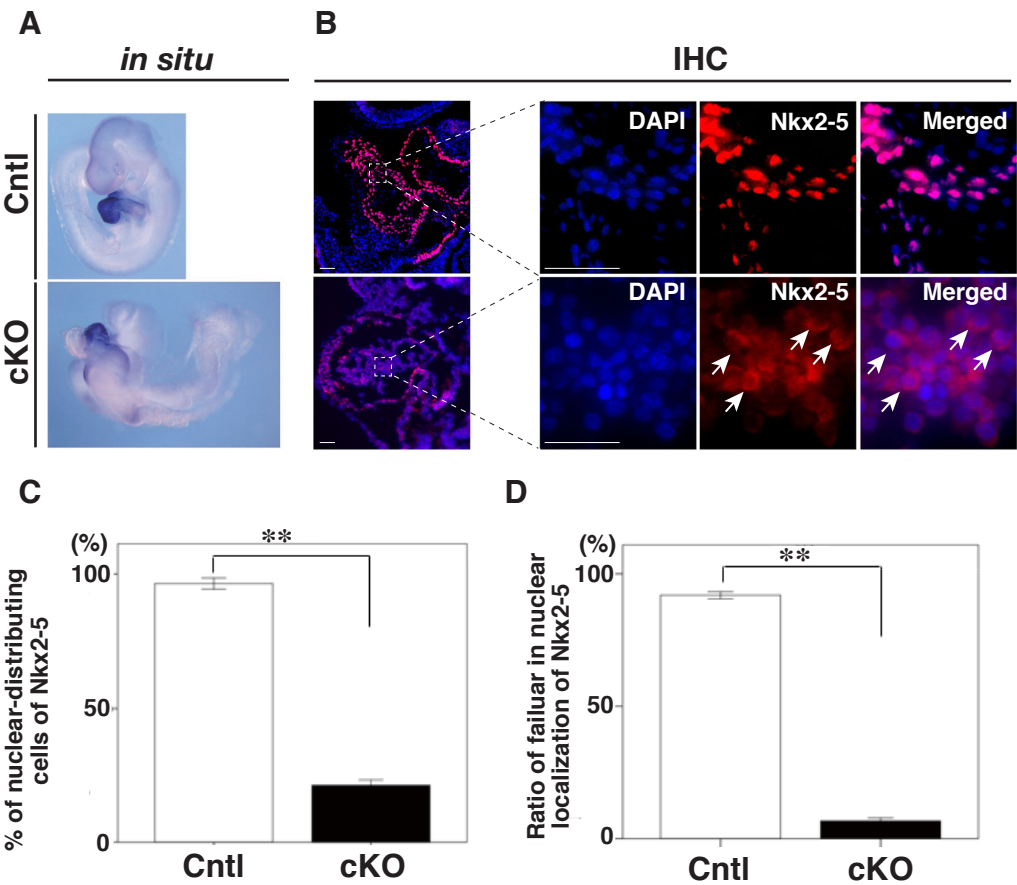 A
B
in situ
IHC
Cntl
cKO
DAPI
Nkx2-5
Merged
DAPI
Nkx2-5
Merged
C
D
(%)
**
100
50
0
% of nuclear-distributing
cells of Nkx2-5
Cntl
cKO
(%)
**
100
50
0
Ratio of failuar in nuclear
localization of Nkx2-5
Cntl
cKO